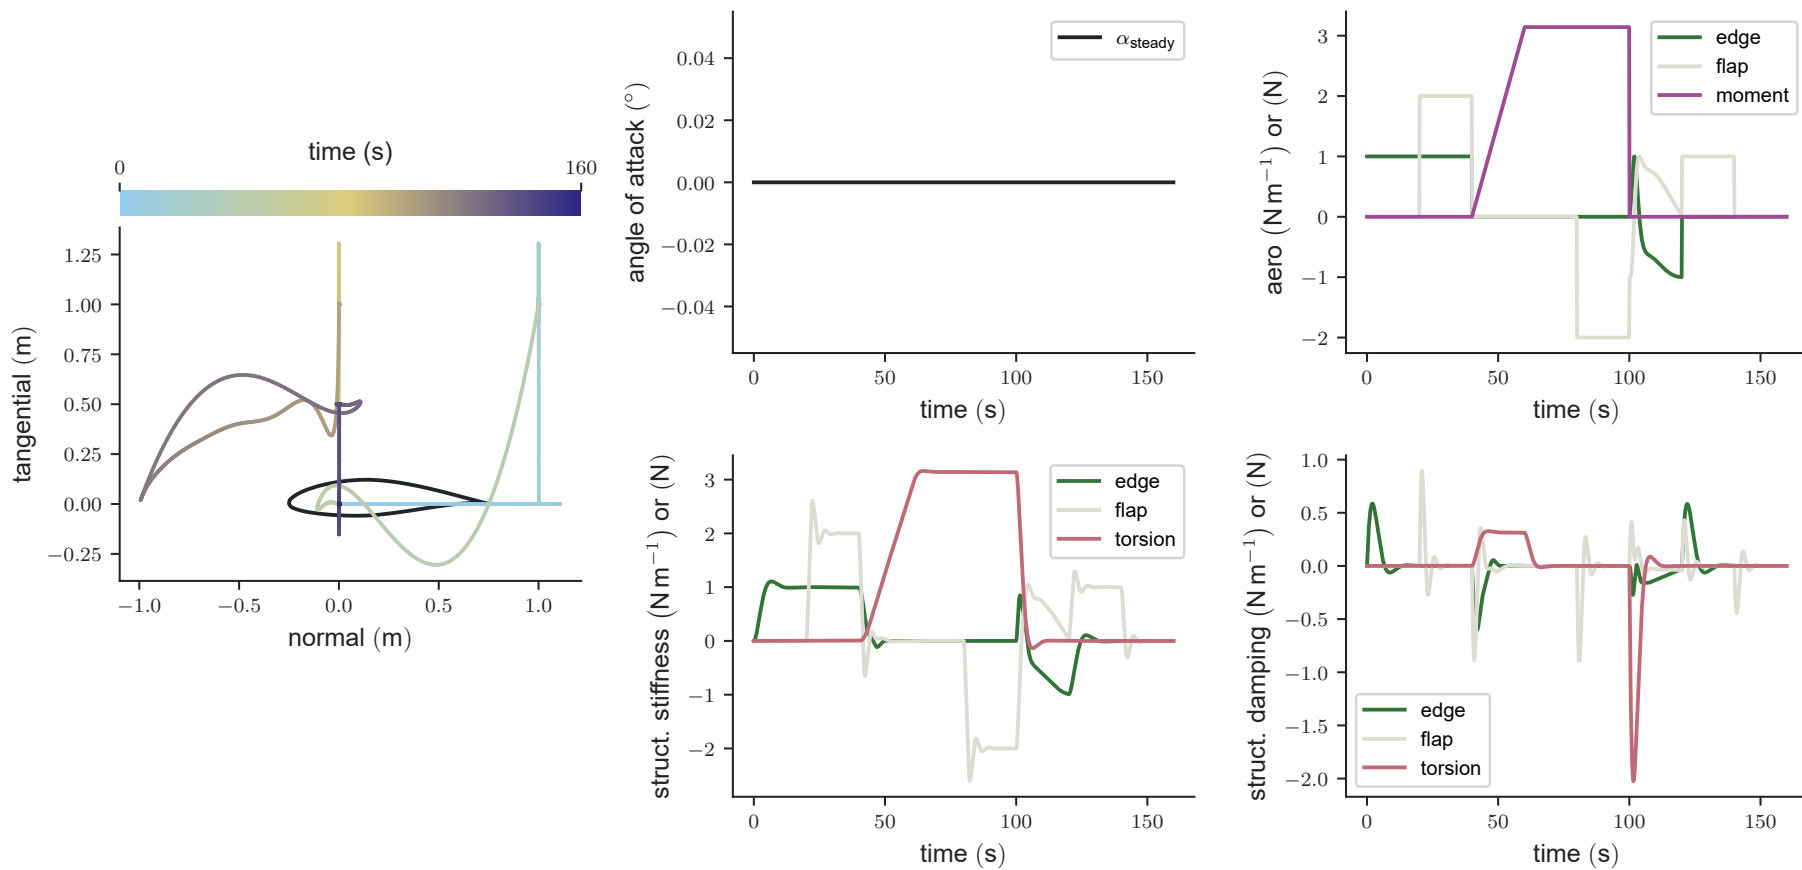 time (s)
0 160
tangential (m)
1.25
1.00
0.75
0.50
0.25
0.00
−0.25
−1.0 −0.5 0.0 0.5 1.0
normal (m)
angle of attack (°)
0.04
0.02
0.00
−0.02
−0.04
α steady
0 50 100 150
time (s)
aero (N m−1) or (N)
3
2
1
0
−1
−2
edge
flap
moment
0 50 100 150
time (s)
struct. stiffness (N m−1) or (N)
3
2
1
0
−1
−2
edge
flap
torsion
0 50 100 150
time (s)
struct. damping (N m−1) or (N)
1.0
0.5
0.0
−0.5
−1.0
−1.5
−2.0
edge
flap
torsion
0 50 100 150
time (s)